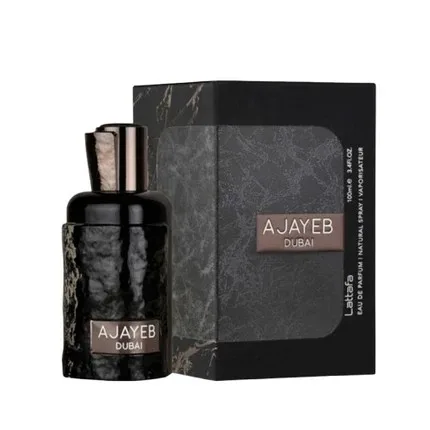 AJAYEB
DUBAI
AJAYEB
DUBAI
Lattafa
EAU DE PARFUM | NATURAL SPRAY | VAPORISATEUR
100ml ℮ 3.4FL.OZ.